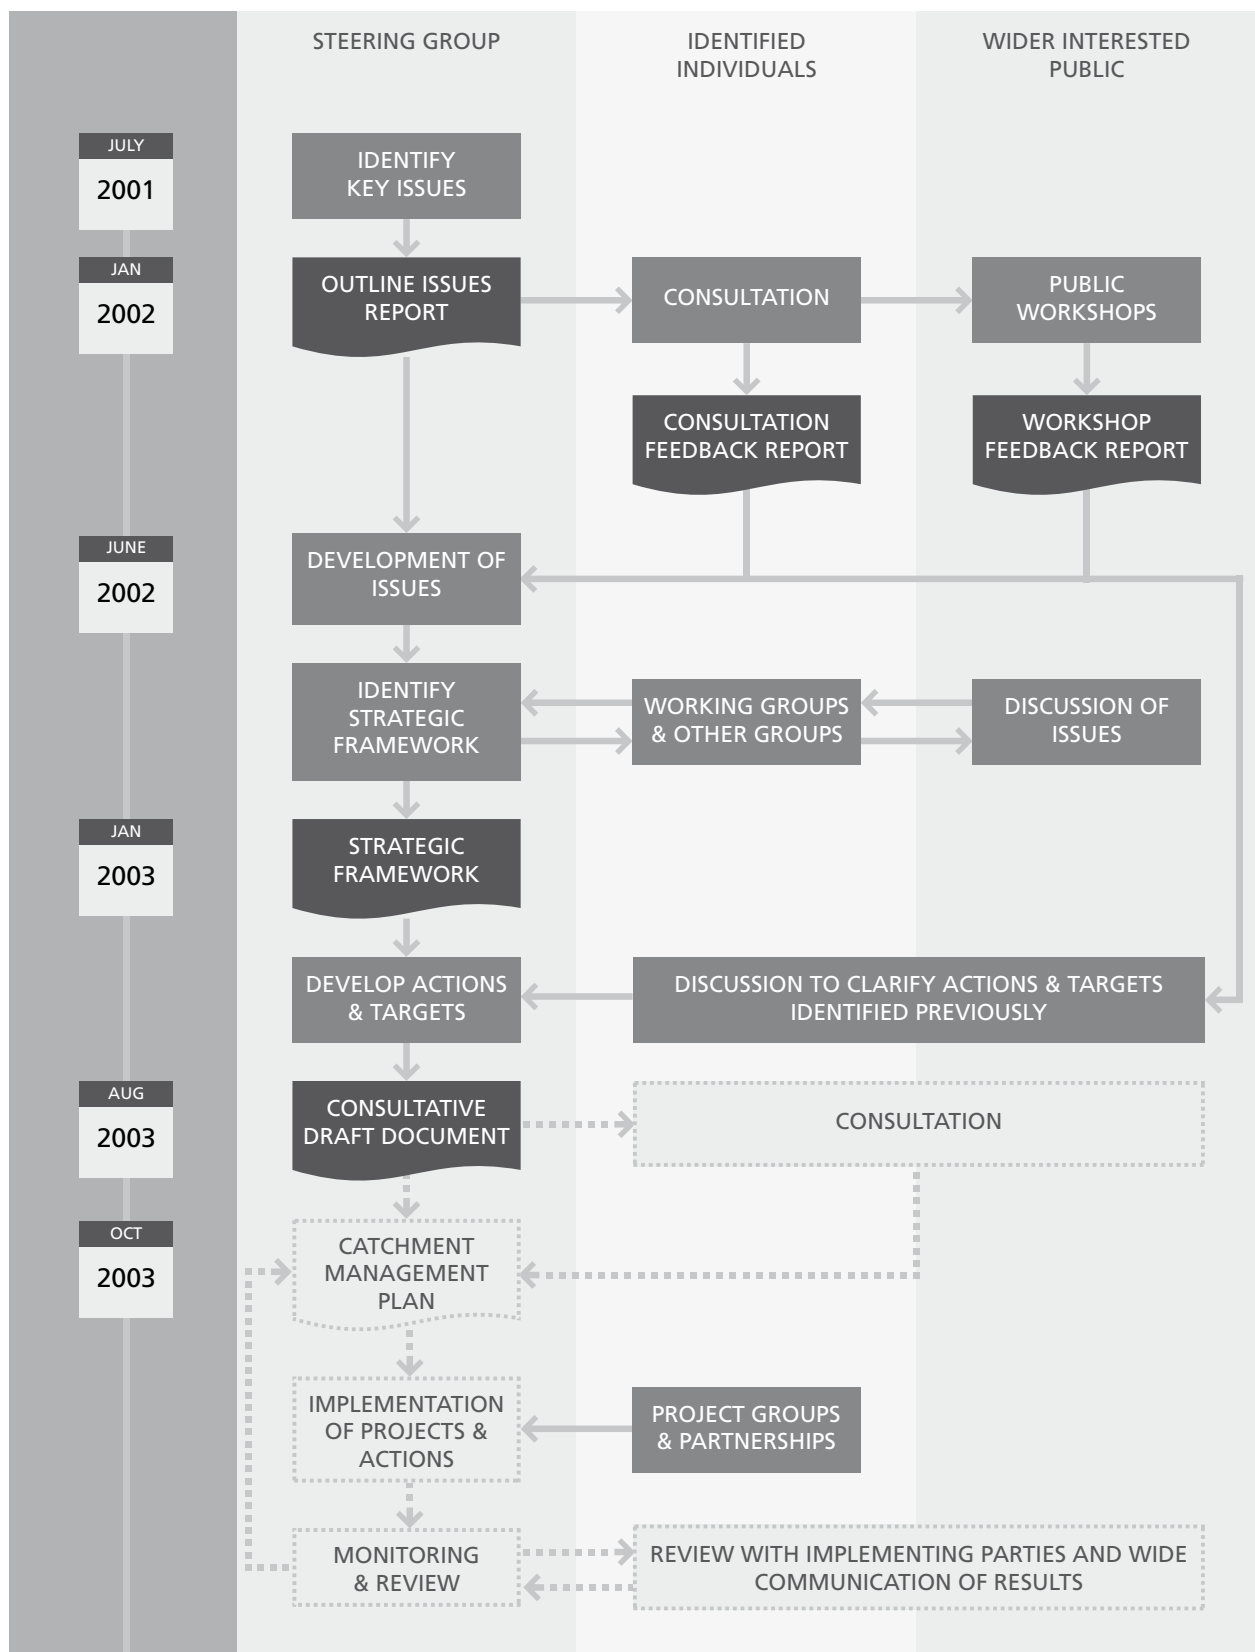 STEERING GROUP
IDENTIFIED
INDIVIDUALS
WIDER INTERESTED
PUBLIC
JULY
2001
IDENTIFY
KEY ISSUES
JAN
2002
OUTLINE ISSUES
REPORT
CONSULTATION
PUBLIC
WORKSHOPS
CONSULTATION
FEEDBACK REPORT
WORKSHOP
FEEDBACK REPORT
JUNE
2002
DEVELOPMENT OF
ISSUES
IDENTIFY
STRATEGIC
FRAMEWORK
WORKING GROUPS
& OTHER GROUPS
DISCUSSION OF
ISSUES
JAN
2003
STRATEGIC
FRAMEWORK
DEVELOP ACTIONS
& TARGETS
DISCUSSION TO CLARIFY ACTIONS & TARGETS
IDENTIFIED PREVIOUSLY
AUG
2003
CONSULTATIVE
DRAFT DOCUMENT
CONSULTATION
OCT
2003
CATCHMENT
MANAGEMENT
PLAN
IMPLEMENTATION
OF PROJECTS &
ACTIONS
PROJECT GROUPS
& PARTNERSHIPS
MONITORING
& REVIEW
REVIEW WITH IMPLEMENTING PARTIES AND WIDE
COMMUNICATION OF RESULTS